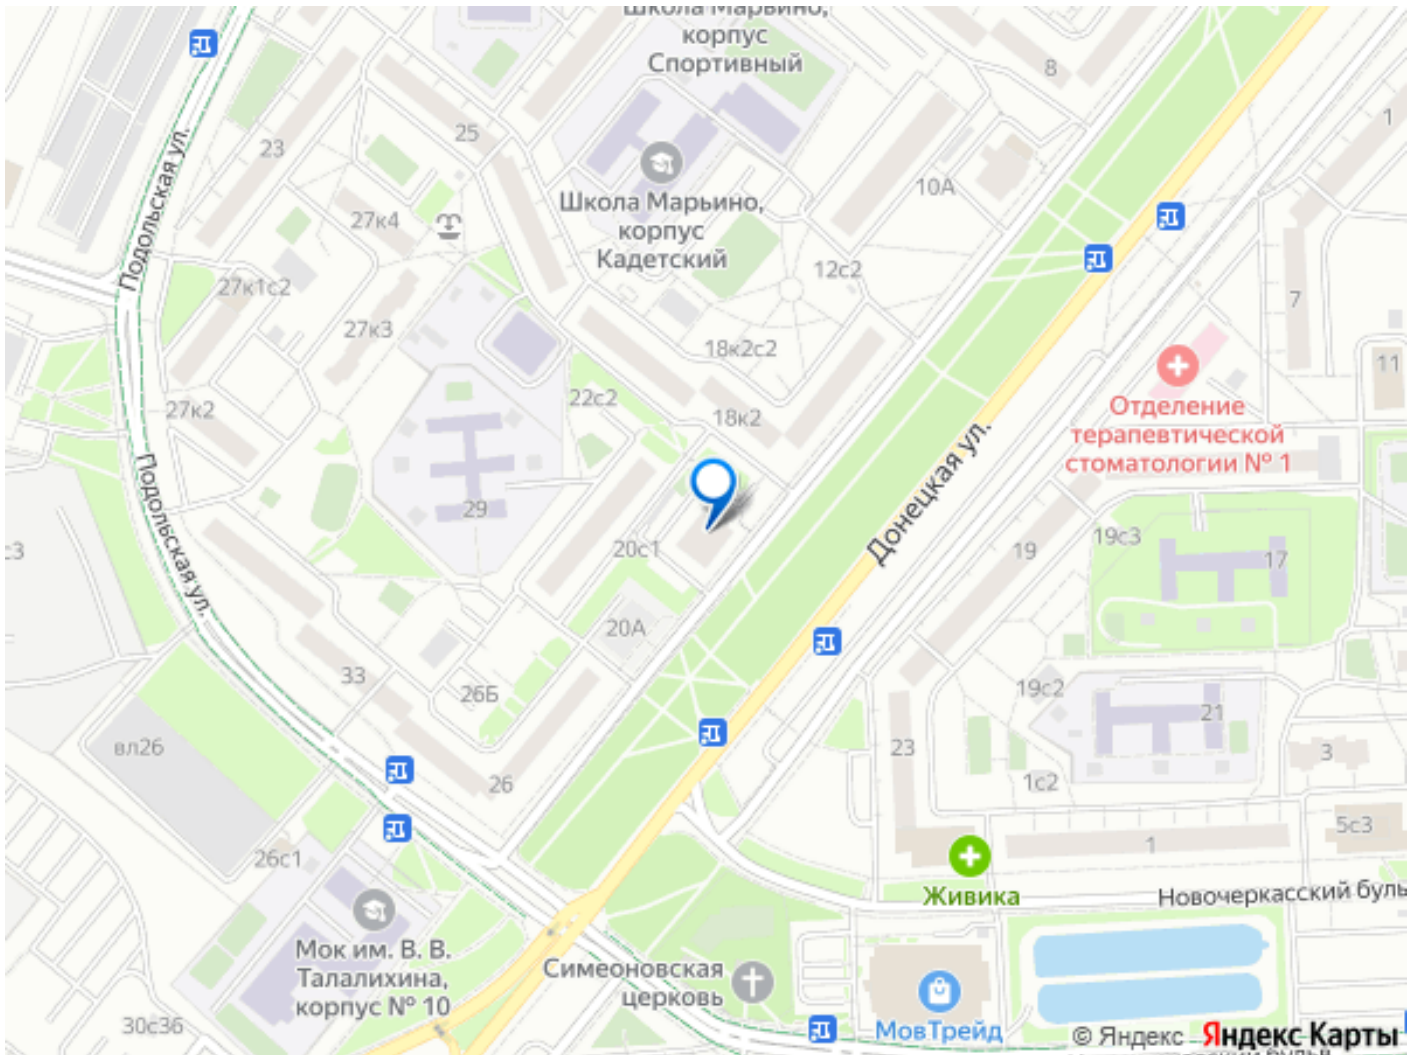 Школа Марьино,
корпус
Спортивный
8
1
25
23
Подольская ул.
Школа Марьино,
корпус
Кадетский
10А
27к4
12с2
27к1с2
27к3
7
18к2с2
11
22с2
27к2
18к2
Отделение
терапевтической
стоматологии № 1
Донецкая ул.
Подольская ул.
29
20с1
19
19с3
17
20А
33
26Б
19с2
21
вл26
23
3
26
1с2
5с3
1
26с1
Живика
Новочеркасский буль
Мок им. В. В.
Талалихина,
корпус № 10
Симеоновская
церковь
30с36
МовТрейд
© Яндекс Яндекс Карты